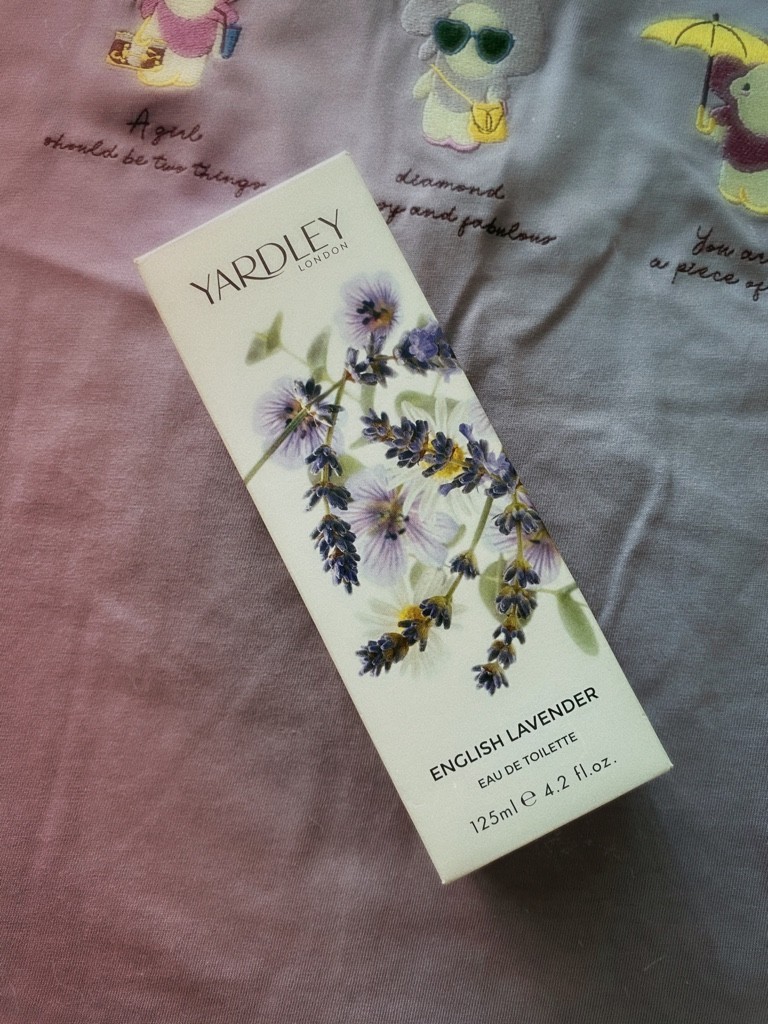 A girl
should be two things
diamond
and fabulous
You
a piece of
YARDLEY
LONDON
ENGLISH LAVENDER
EAU DE TOILETTE
125ml ℮ 4.2 fl.oz.